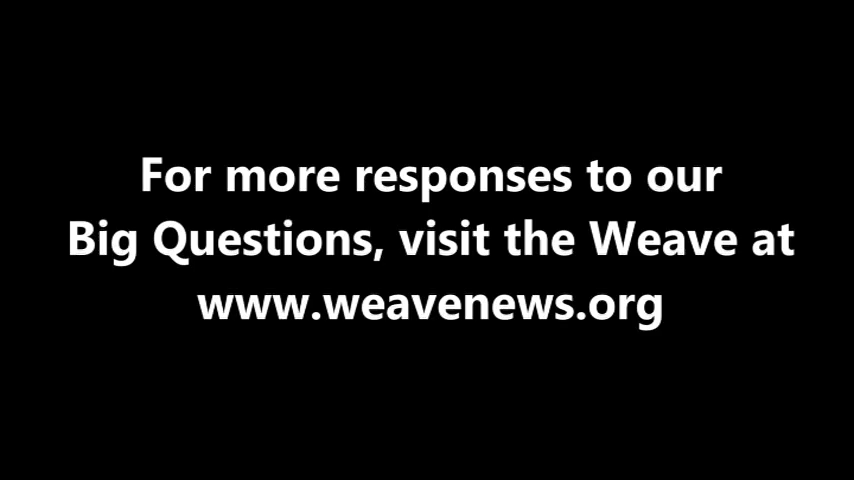 For more responses to our
Big Questions, visit the Weave at
www.weavenews.org